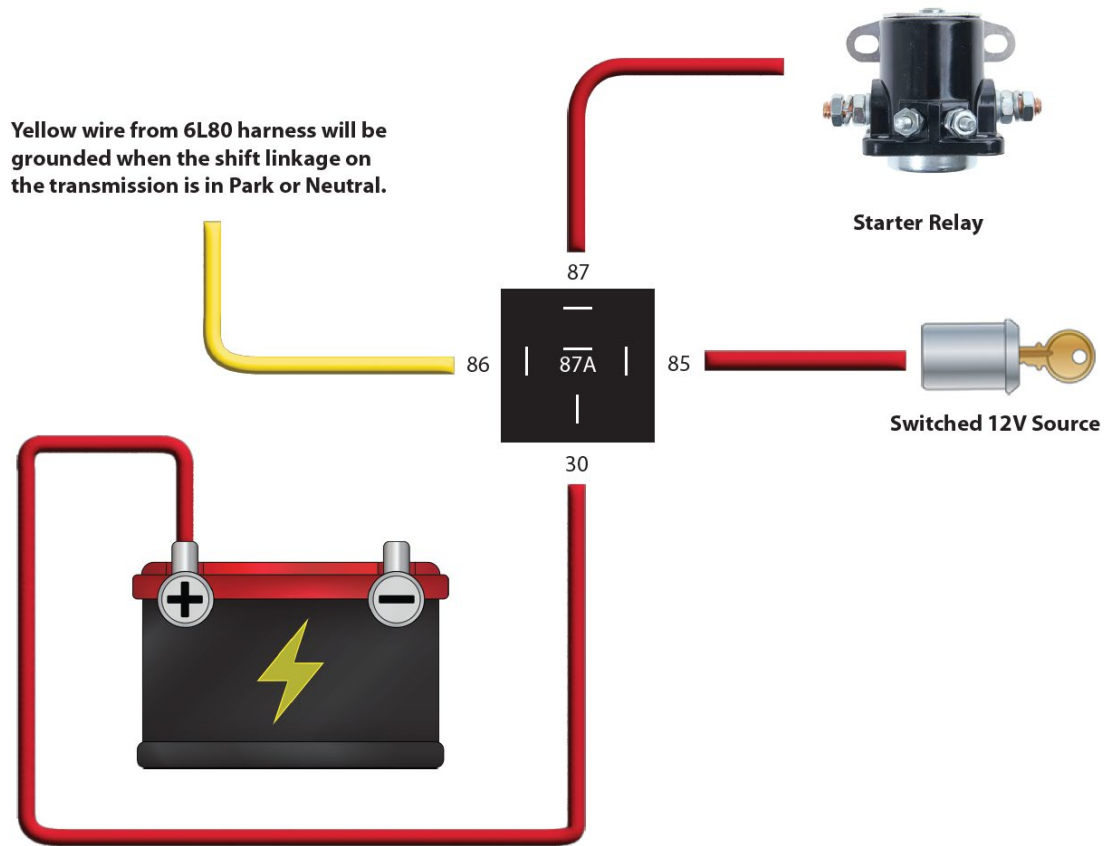 Yellow wire from 6L80 harness will be
grounded when the shift linkage on
the transmission is in Park or Neutral.
Starter Relay
87
86
87A
85
Switched 12V Source
30